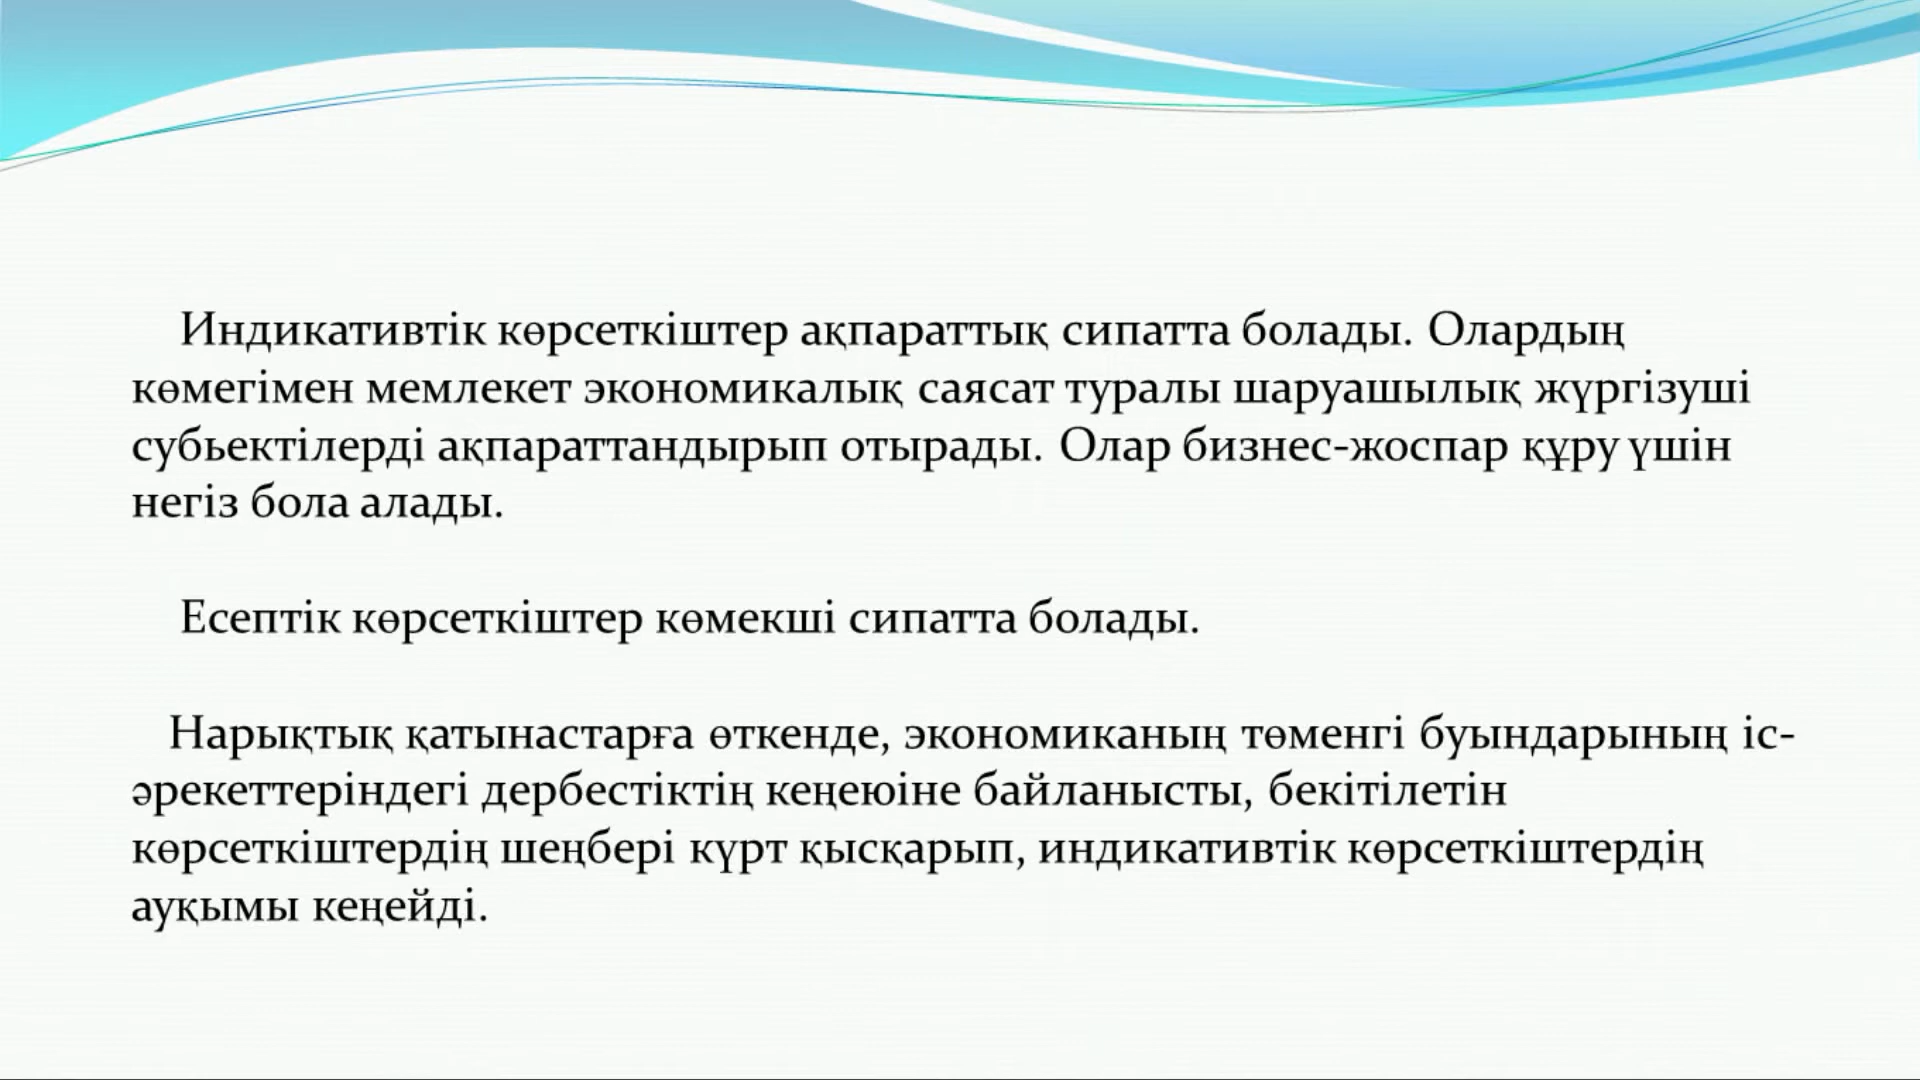 Индикативтік көрсеткіштер ақпараттық сипатта болады. Олардың
көмегімен мемлекет экономикалық саясат туралы шаруашылық жүргізуші
субьектілерді ақпараттандырып отырады. Олар бизнес-жоспар құру үшін
негіз бола алады.
Есептік көрсеткіштер көмекші сипатта болады.
Нарықтық қатынастарға өткенде, экономиканың төменгі буындарының іс-
әрекеттеріндегі дербестіктің кеңеюіне байланысты, бекітілетін
көрсеткіштердің шеңбері күрт қысқарып, индикативтік көрсеткіштердің
ауқымы кеңейді.